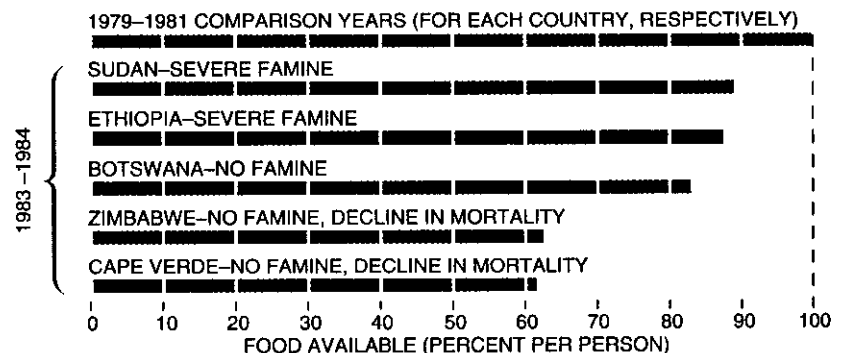 1979–1981 COMPARISON YEARS (FOR EACH COUNTRY, RESPECTIVELY)
SUDAN–SEVERE FAMINE
ETHIOPIA–SEVERE FAMINE
BOTSWANA–NO FAMINE
ZIMBABWE–NO FAMINE, DECLINE IN MORTALITY
CAPE VERDE–NO FAMINE, DECLINE IN MORTALITY
1983–1984
0 10 20 30 40 50 60 70 80 90 100
FOOD AVAILABLE (PERCENT PER PERSON)